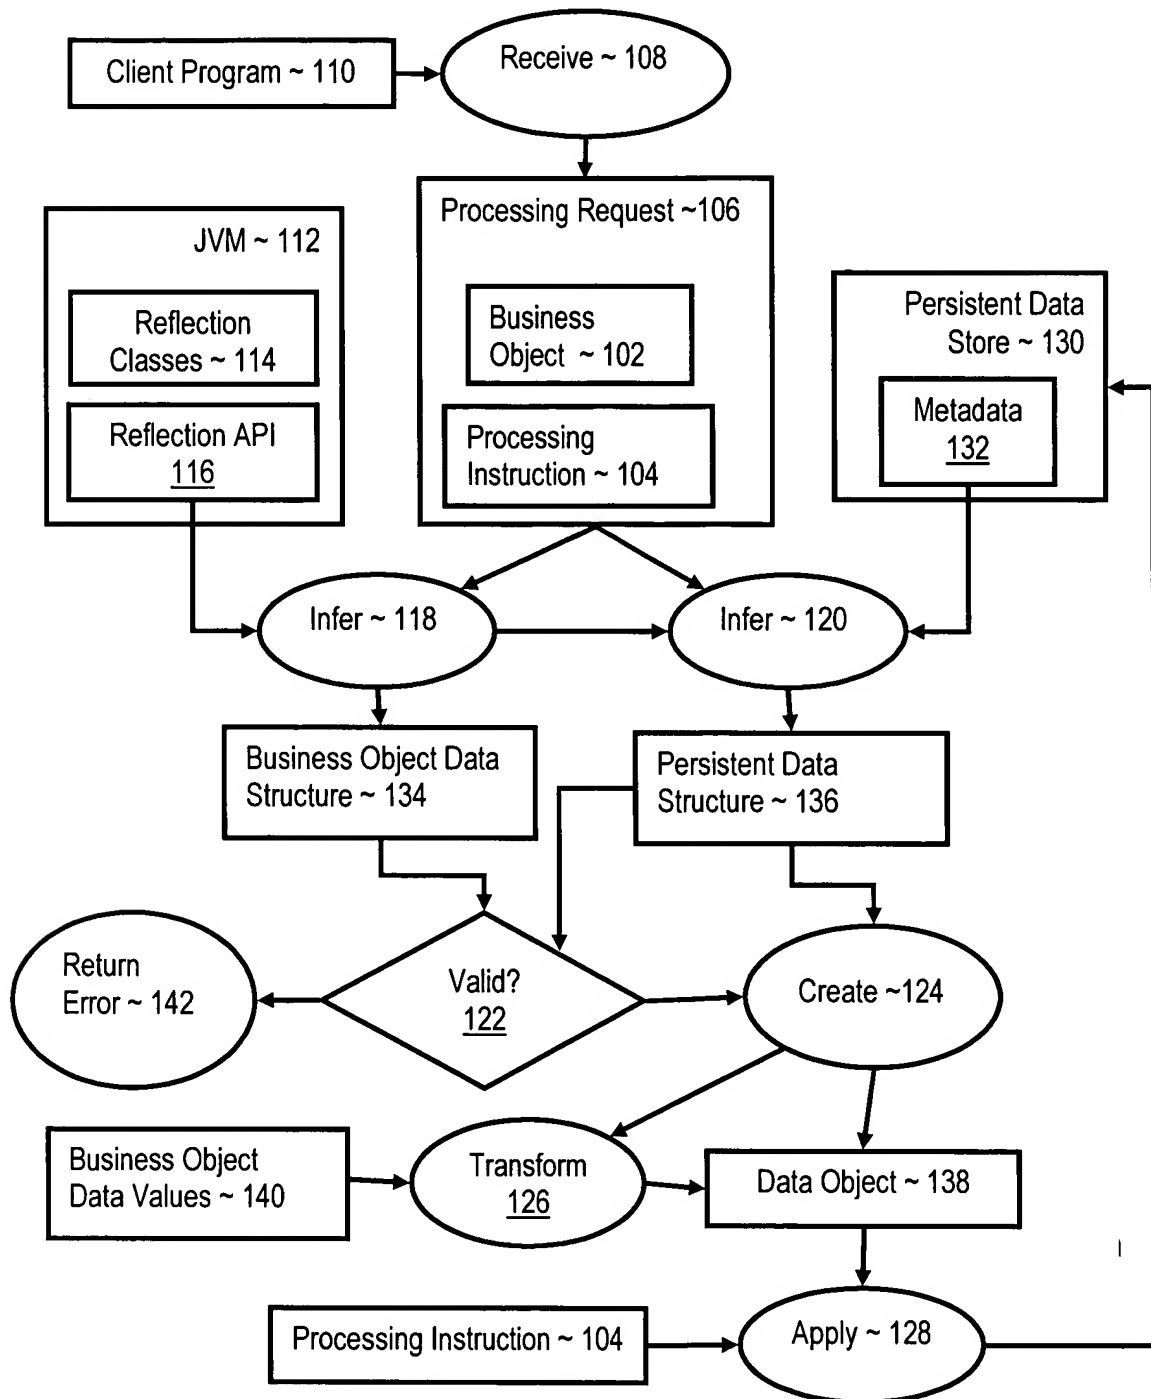 Client Program ~ 110
Receive ~ 108
Processing Request ~106
JVM ~ 112
Reflection
Classes ~ 114
Reflection API
116
Business
Object ~ 102
Processing
Instruction ~ 104
Persistent Data
Store ~ 130
Metadata
132
Infer ~ 118
Infer ~ 120
Business Object Data
Structure ~ 134
Persistent Data
Structure ~ 136
Return
Error ~ 142
Valid?
122
Create ~124
Business Object
Data Values ~ 140
Transform
126
Data Object ~ 138
Processing Instruction ~ 104
Apply ~ 128